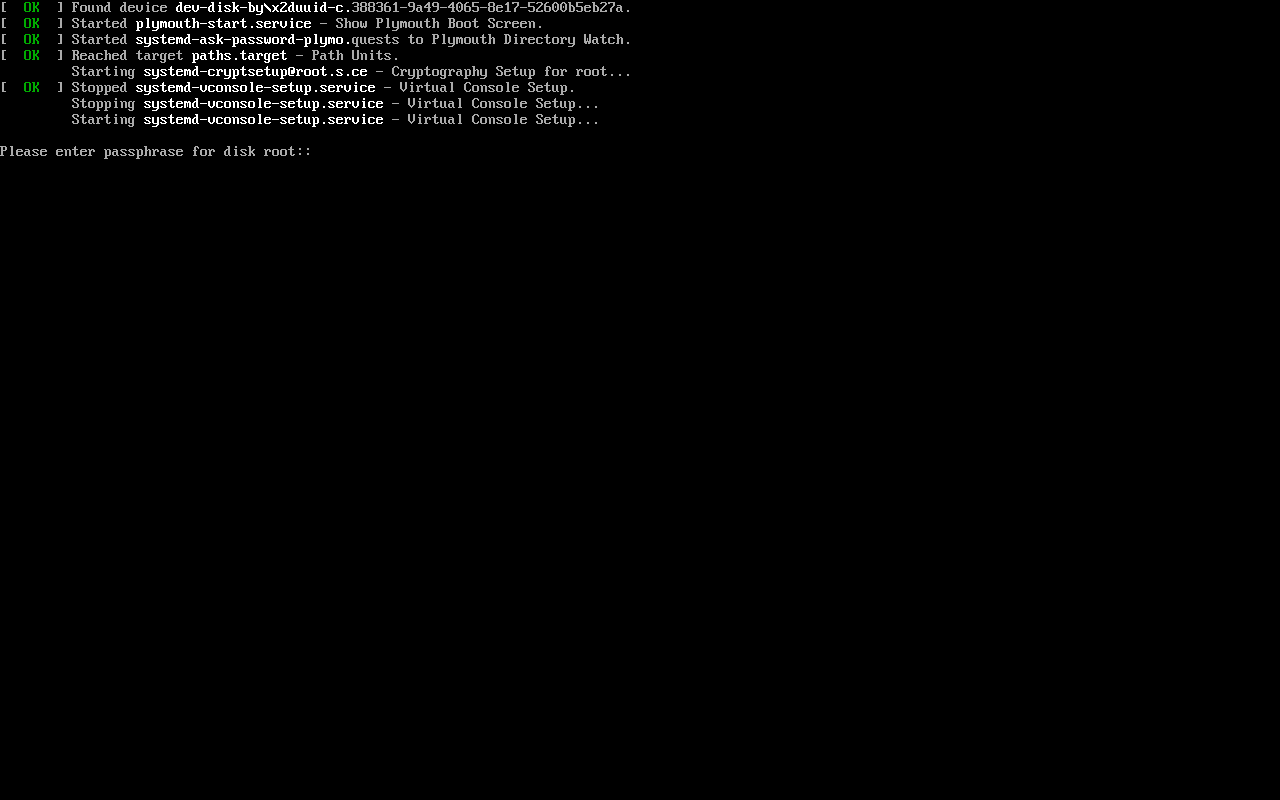 [  OK  ] Found device dev-disk-by\x2duuid-c.388361-9a49-4065-8e17-52600b5eb27a.
[  OK  ] Started plymouth-start.service - Show Plymouth Boot Screen.
[  OK  ] Started systemd-ask-password-plymo.quests to Plymouth Directory Watch.
[  OK  ] Reached target paths.target - Path Units.
         Starting systemd-cryptsetup@root.s.ce - Cryptography Setup for root...
[  OK  ] Stopped systemd-vconsole-setup.service - Virtual Console Setup.
         Stopping systemd-vconsole-setup.service - Virtual Console Setup...
         Starting systemd-vconsole-setup.service - Virtual Console Setup...
Please enter passphrase for disk root::